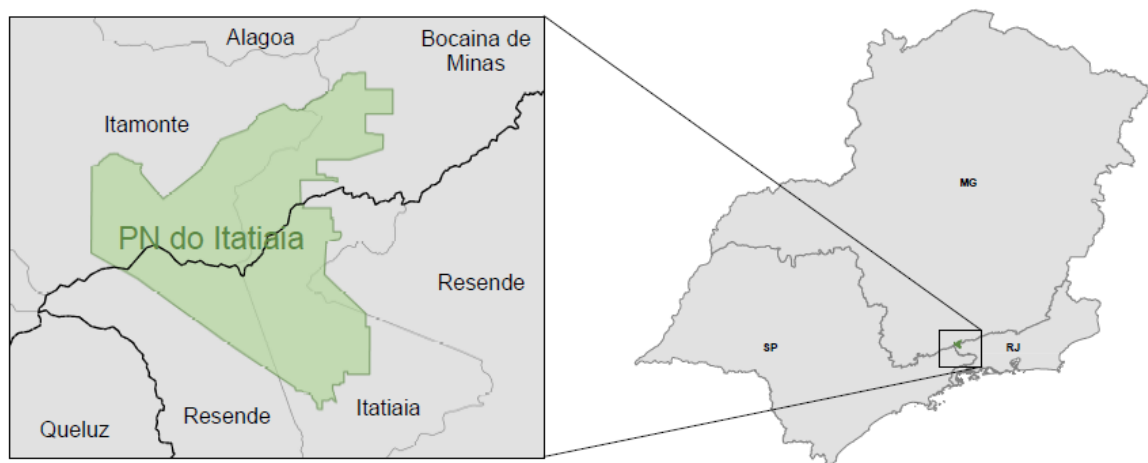 Alagoa
Bocaina de
Minas
Itamonte
PN do Itatiaia
Resende
Itatiaia
Resende
Queluz
MG
SP
RJ